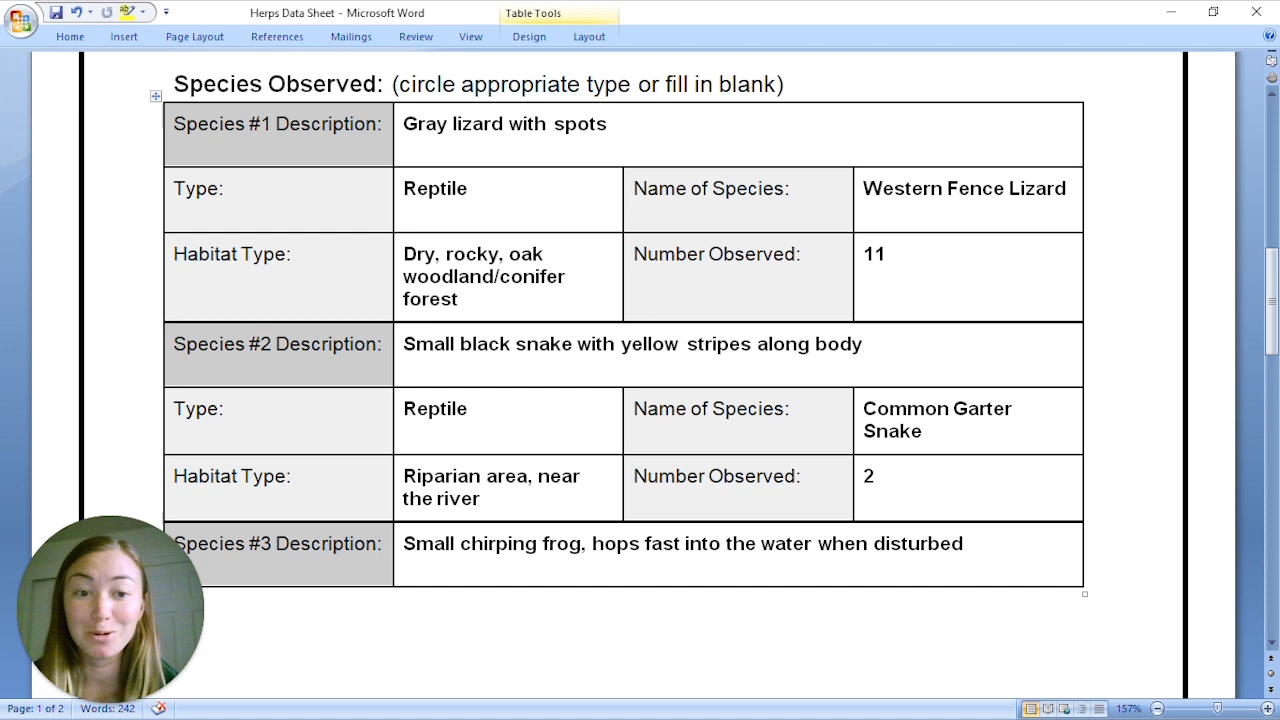 Herps Data Sheet - Microsoft Word
Table Tools
Home Insert Page Layout References Mailings Review View Design Layout
Species Observed: (circle appropriate type or fill in blank)
Species #1 Description: Gray lizard with spots
Type: Reptile Name of Species: Western Fence Lizard
Habitat Type: Dry, rocky, oak
woodland/conifer
forest
Number Observed: 11
Species #2 Description: Small black snake with yellow stripes along body
Type: Reptile Name of Species: Common Garter
Snake
Habitat Type: Riparian area, near
the river
Number Observed: 2
Species #3 Description: Small chirping frog, hops fast into the water when disturbed
Page: 1 of 2 Words: 242 157%